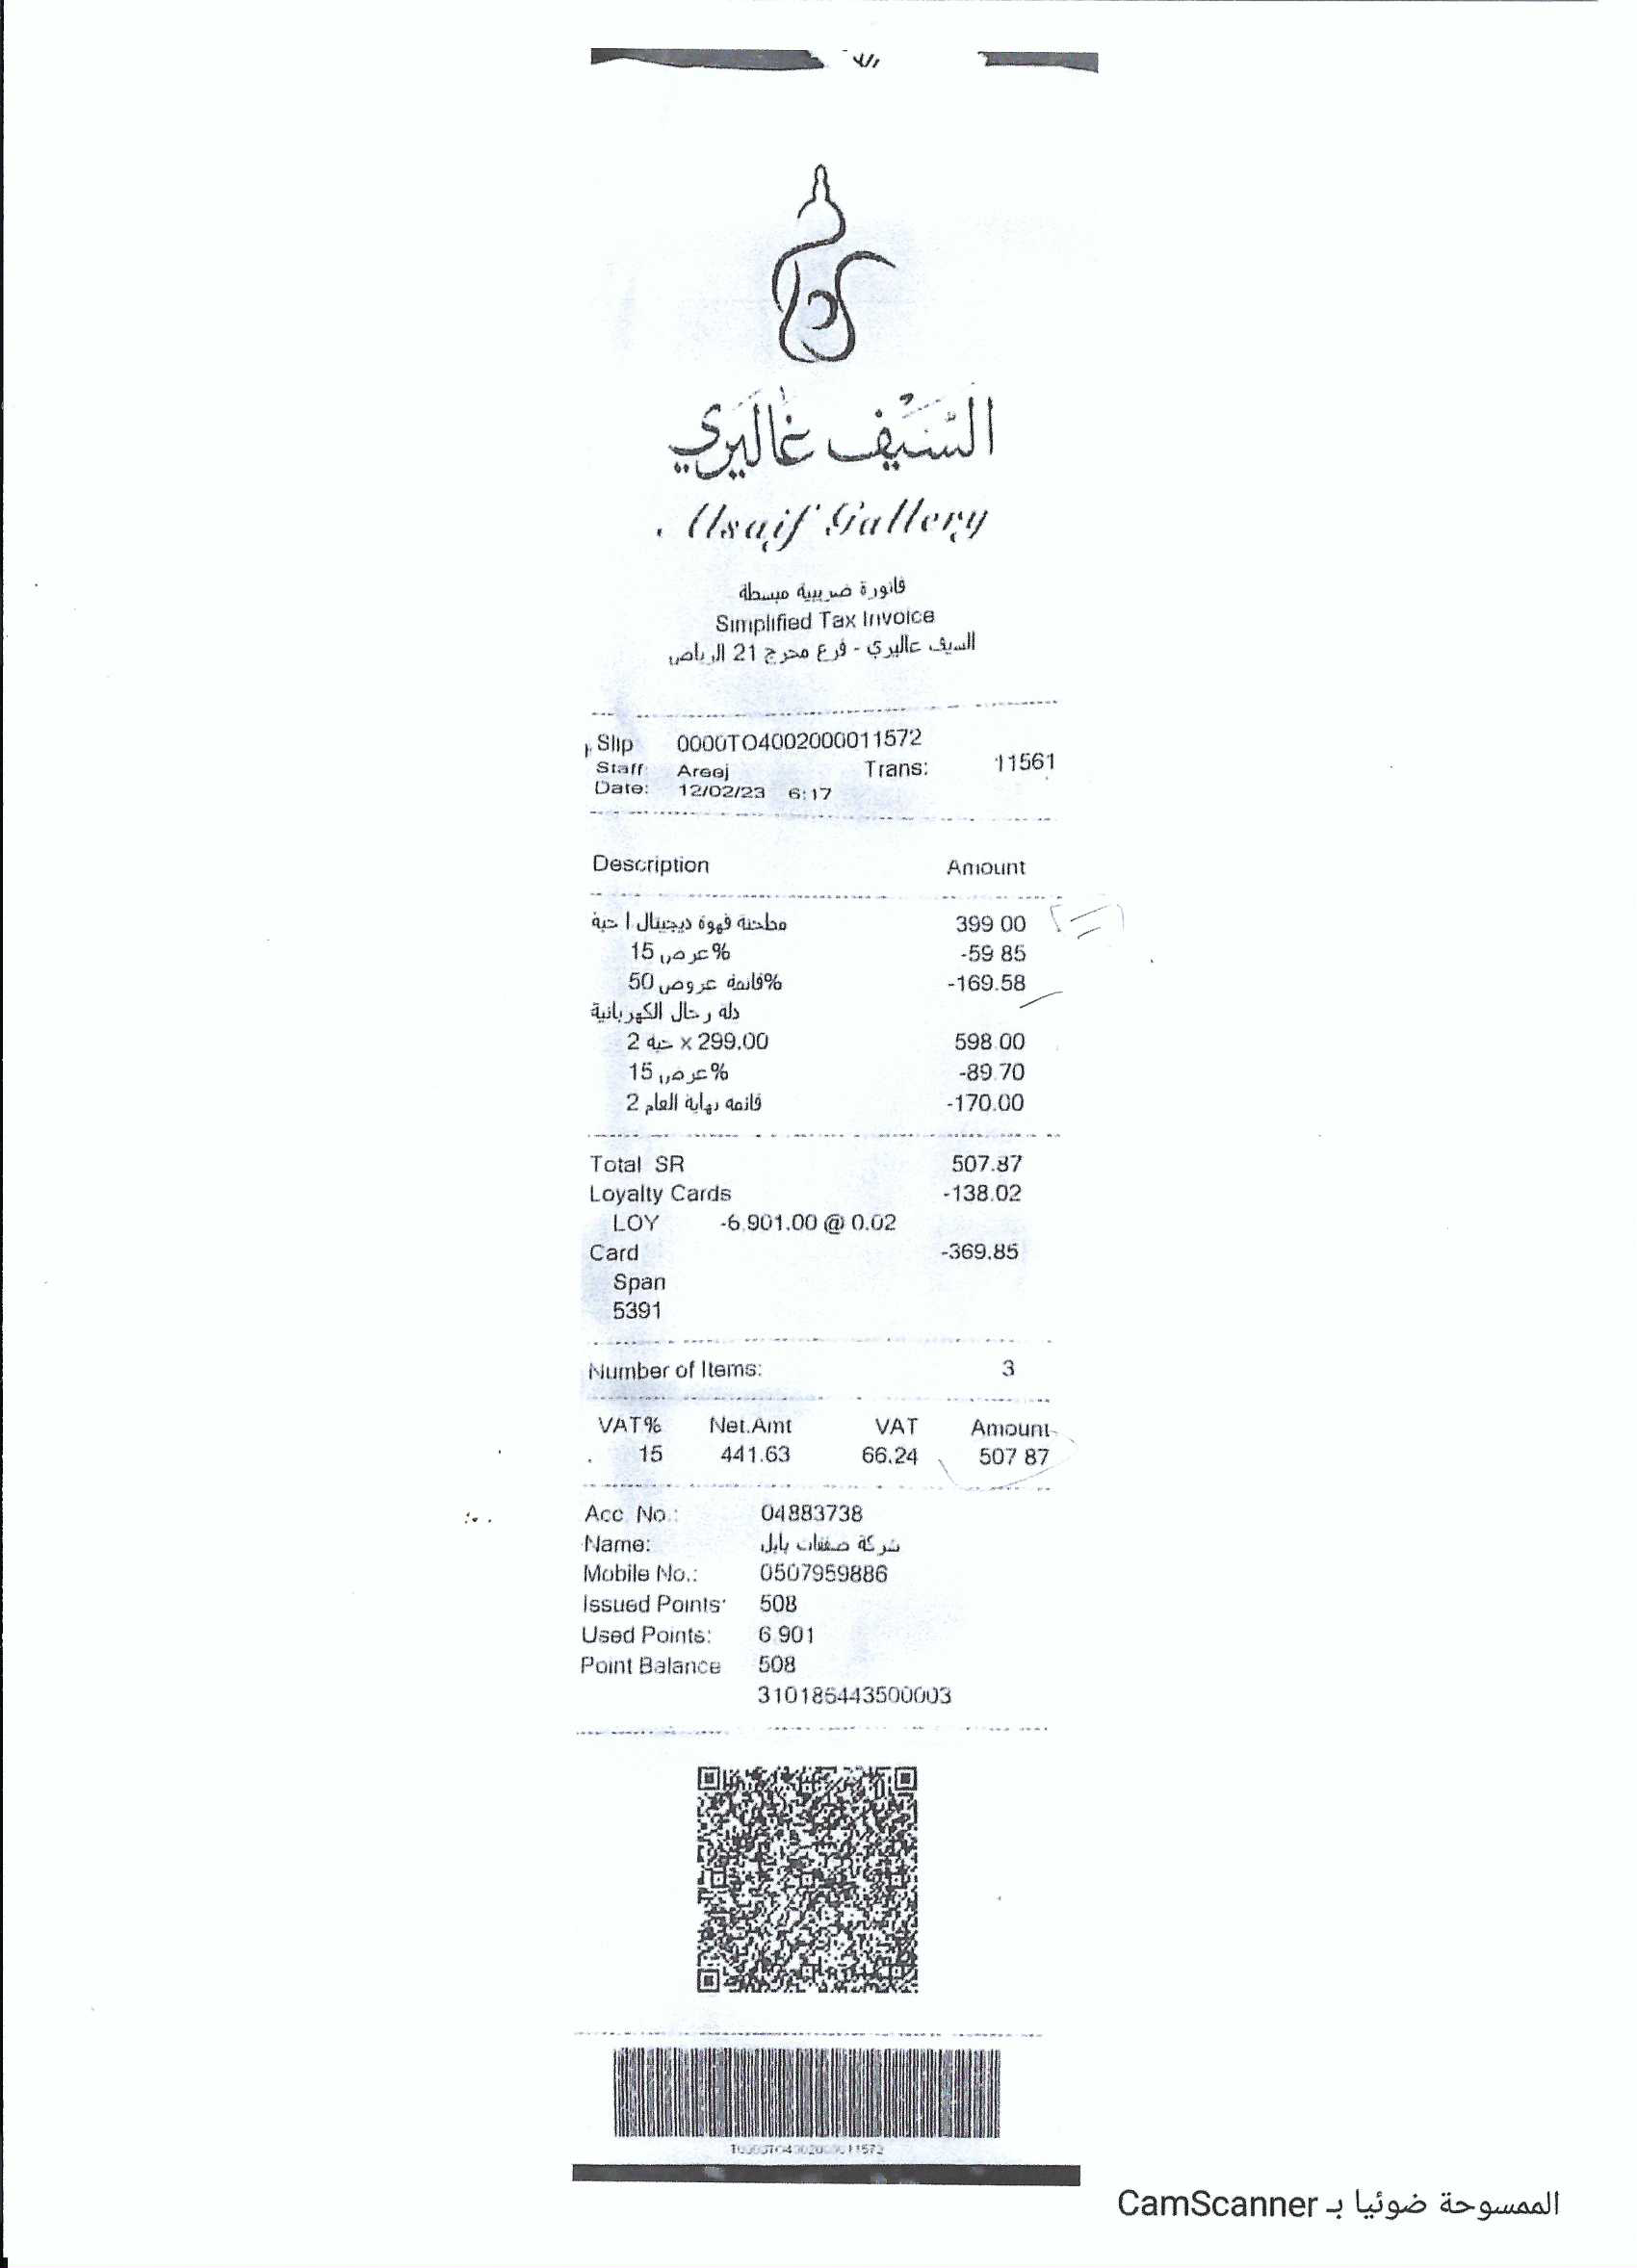 السَّيف غاليري
Alsaif Gallery
فاتورة ضريبية مبسطة
Simplified Tax Invoice
السيف غاليري - فرع مخرج 21 الرياض
Slip 0000TO4002000011572
Staff: Areej Trans: 11561
Date: 12/02/23 6:17
Description Amount
مطحنة قهوة ديجيتال ا حبة 399.00
%عرض 15 -59.85
%قائمة عروض 50 -169.58
دلة رحال الكهربائية
2 حبة x 299.00 598.00
%عرض 15 -89.70
قائمة نهاية العام 2 -170.00
Total SR 507.87
Loyalty Cards -138.02
LOY -6.901.00 @ 0.02
Card -369.85
Span
5391
Number of Items: 3
VAT% Net.Amt VAT Amount
15 441.63 66.24 507.87
Acc. No.: 04883738
Name: شركة صفقات بابل
Mobile No.: 0507959886
Issued Points: 508
Used Points: 6.901
Point Balance 508
310186443500003
الممسوحة ضوئيا بـ CamScanner